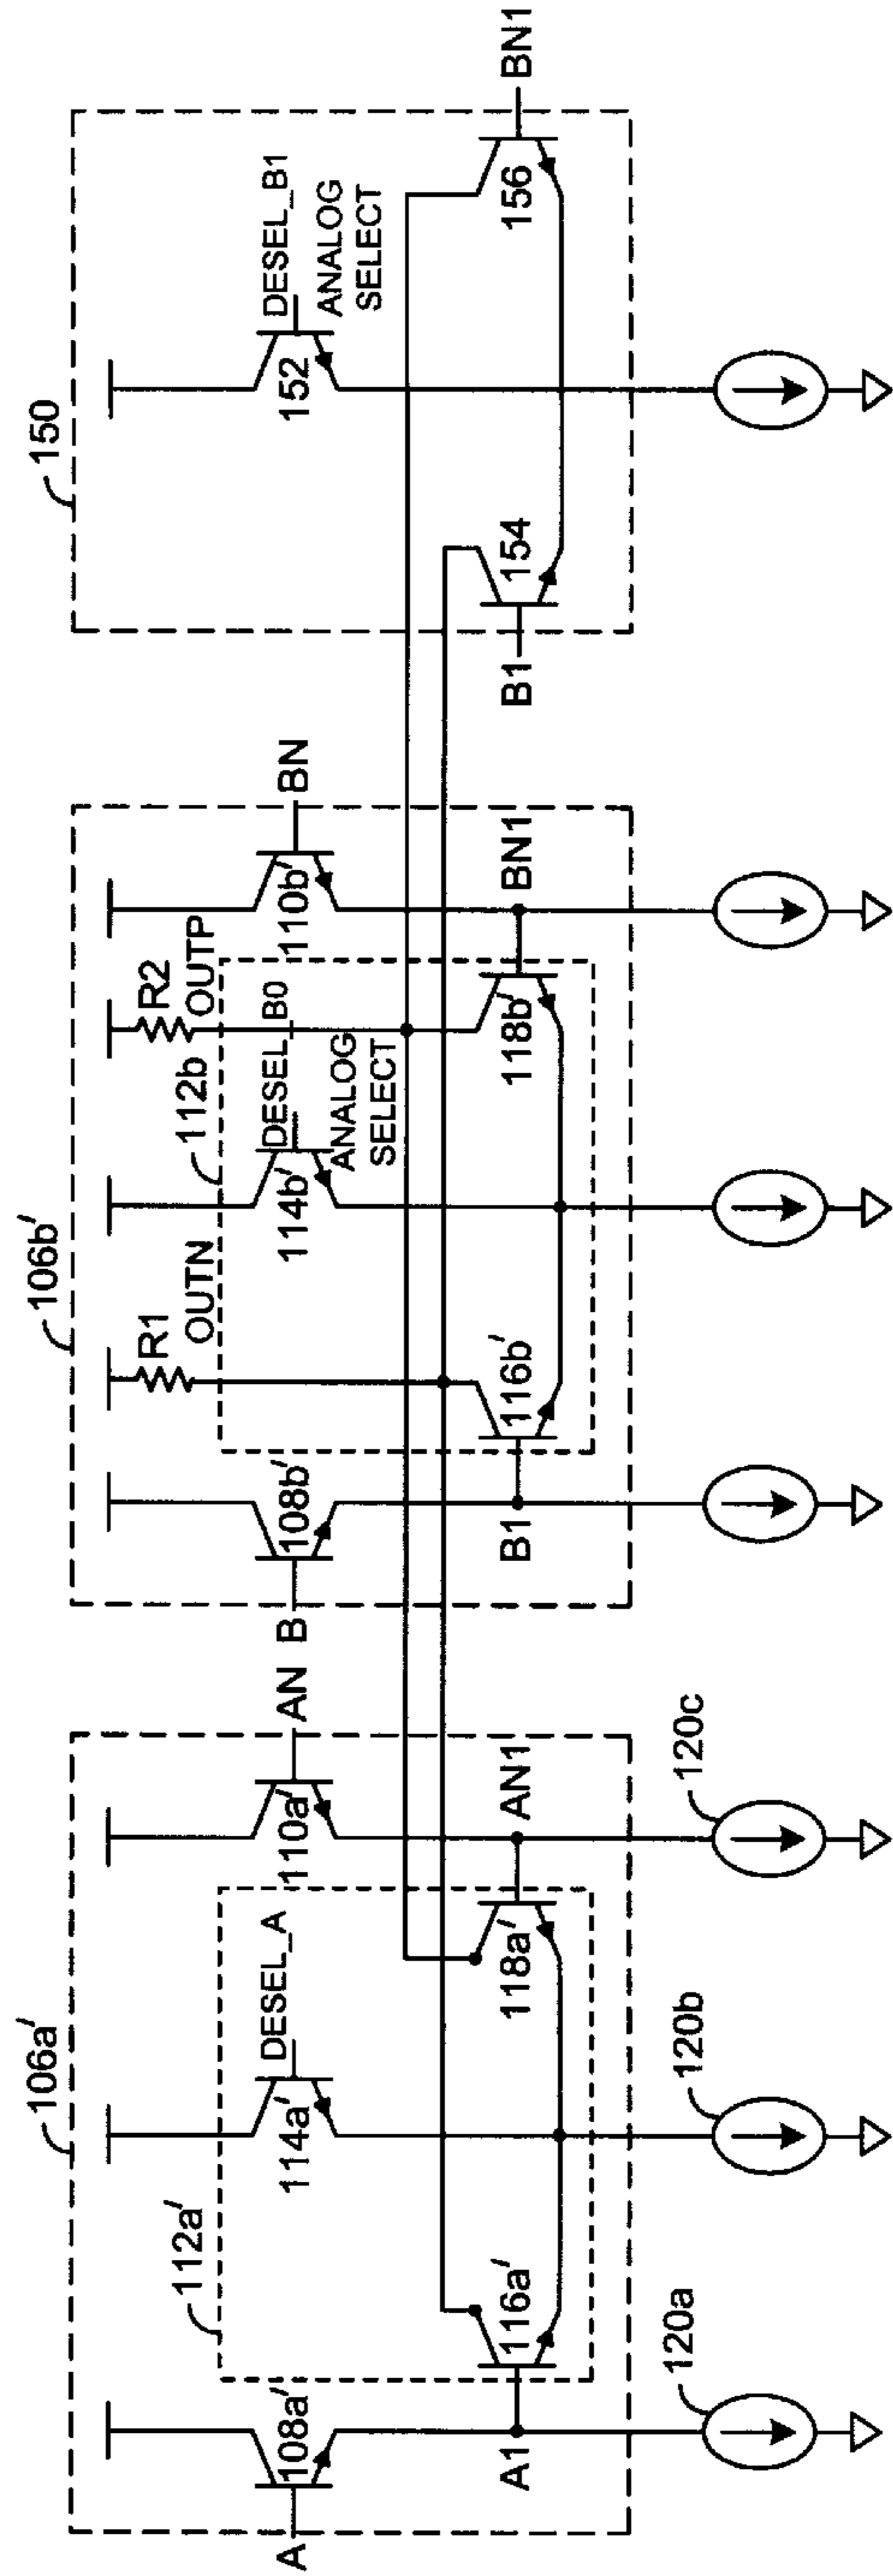 106a′
106b′
150
112a′
112b
R1
R2
OUTN
OUTP
A
108a′
114a′
DESEL_A
110a′
AN
B
108b′
114b′
DESEL_B0
ANALOG
SELECT
110b′
BN
152
DESEL_B1
ANALOG
SELECT
A1
116a′
118a′
AN1
B1
116b′
118b′
BN1
B1
154
156
BN1
120a
120b
120c